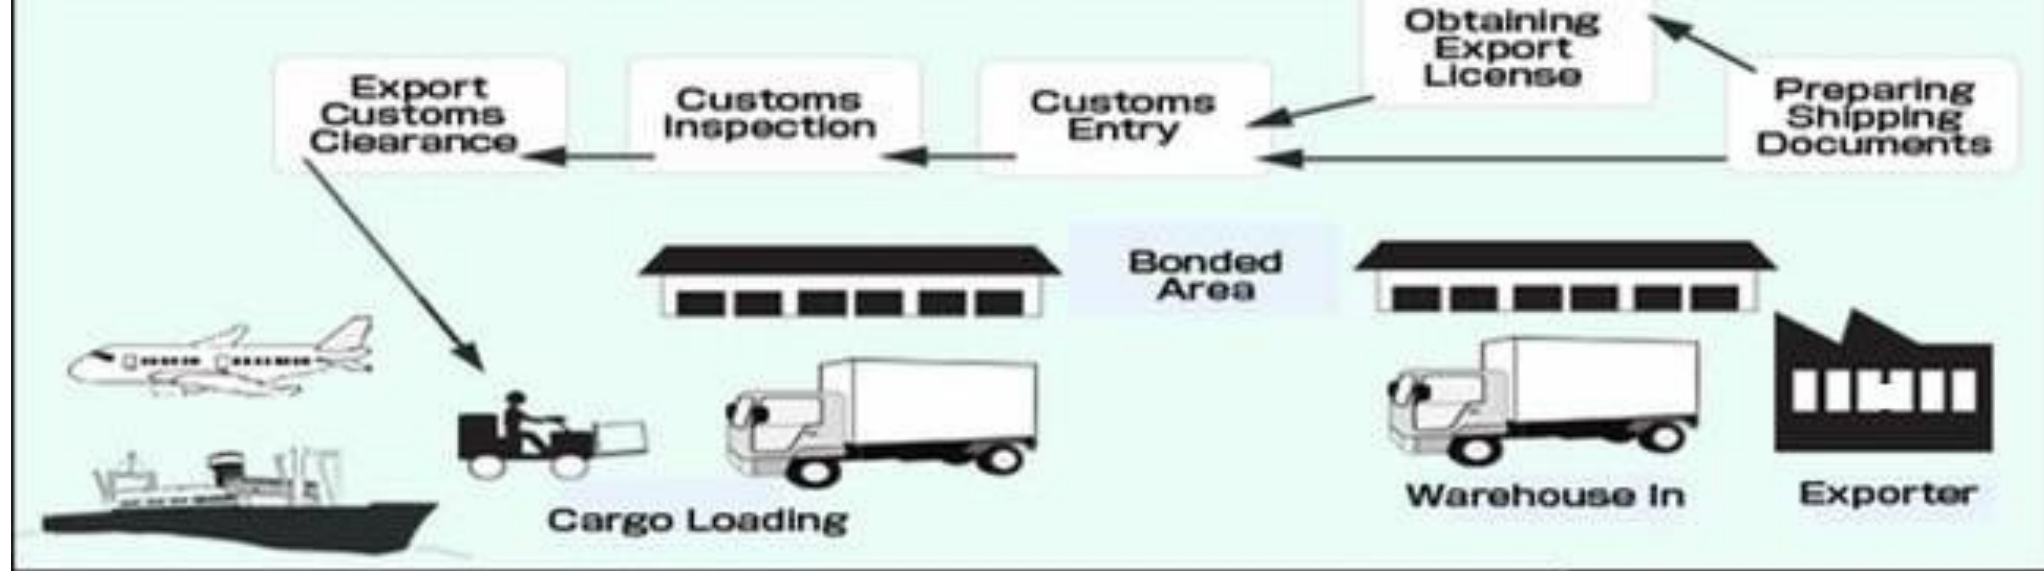 Obtaining
Export
License
Preparing
Shipping
Documents
Export
Customs
Clearance
Customs
Inspection
Customs
Entry
Bonded
Area
Cargo Loading
Warehouse In
Exporter